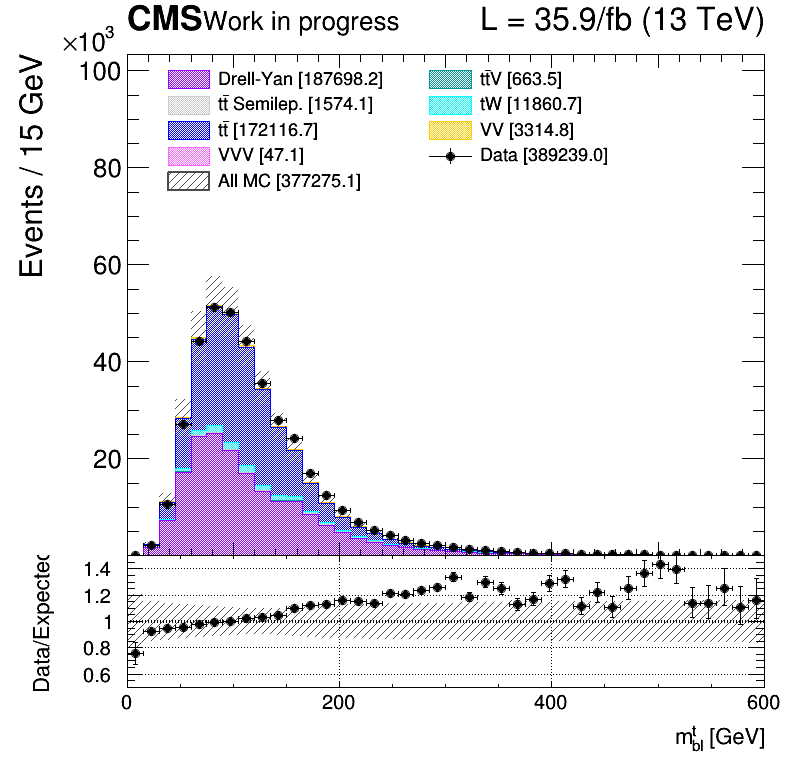 CMS Work in progress L = 35.9/fb (13 TeV)
×10³
Events / 15 GeV
100
80
60
40
20
Drell-Yan [187698.2]
tt̄ Semilep. [1574.1]
tt̄ [172116.7]
VVV [47.1]
All MC [377275.1]
tt̄V [663.5]
tW [11860.7]
VV [3314.8]
Data [389239.0]
Data/Expected
1.4
1.2
1
0.8
0.6
0 200 400 600
m^t_bl [GeV]